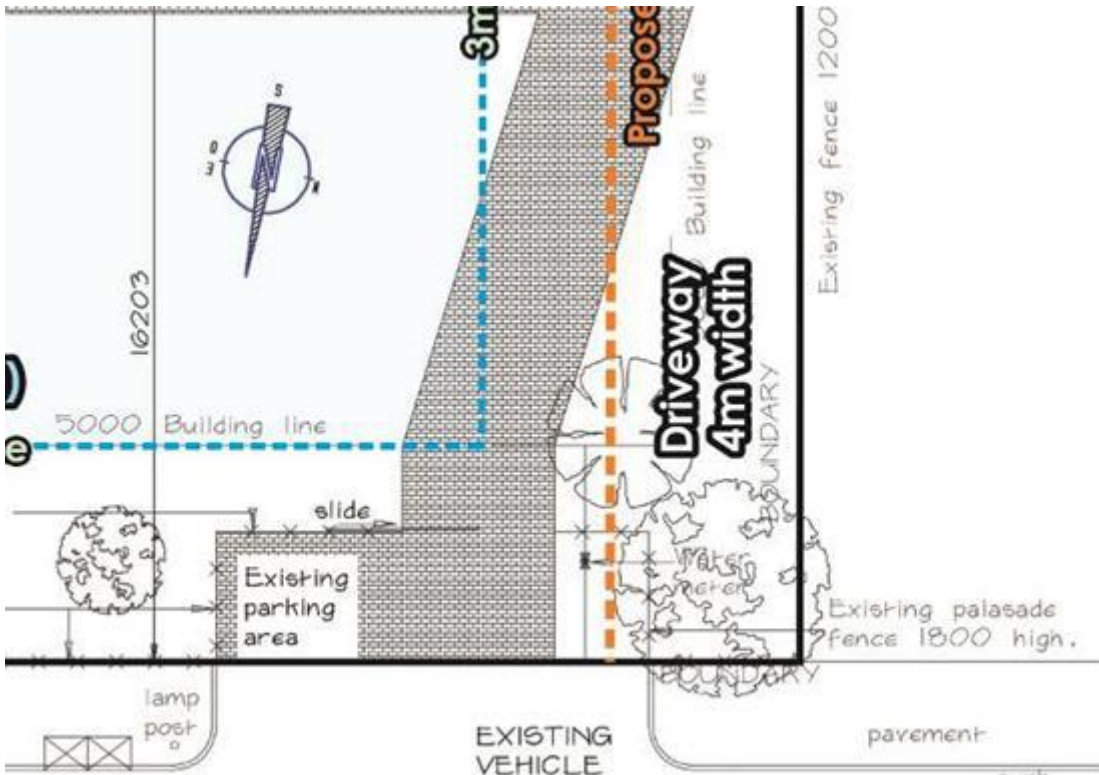 3m
Propose
Building line
Existing fence 1200
S
O
E
N
16203
Driveway
4m width
BOUNDARY
e
5000 Building line
slide
Existing
parking
area
Water
meter
Existing palasade
fence 1800 high.
BOUNDARY
lamp
post
EXISTING
VEHICLE
pavement